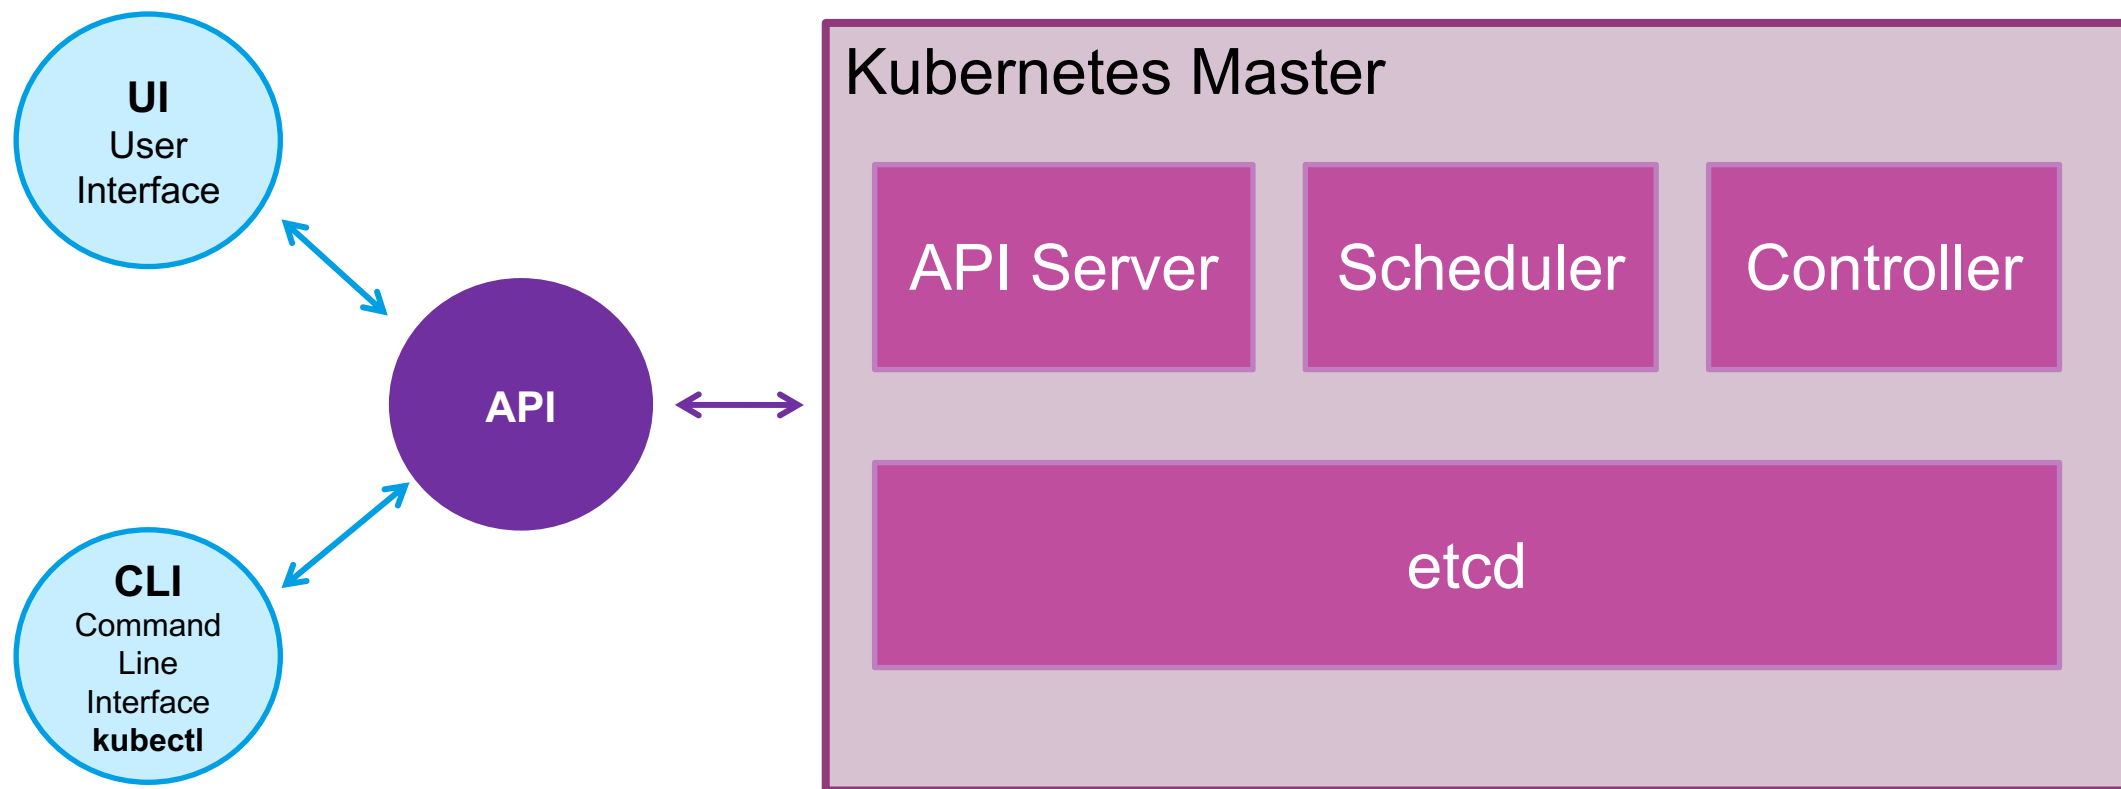 UI
User
Interface
API
CLI
Command
Line
Interface
kubectl
Kubernetes Master
API Server
Scheduler
Controller
etcd